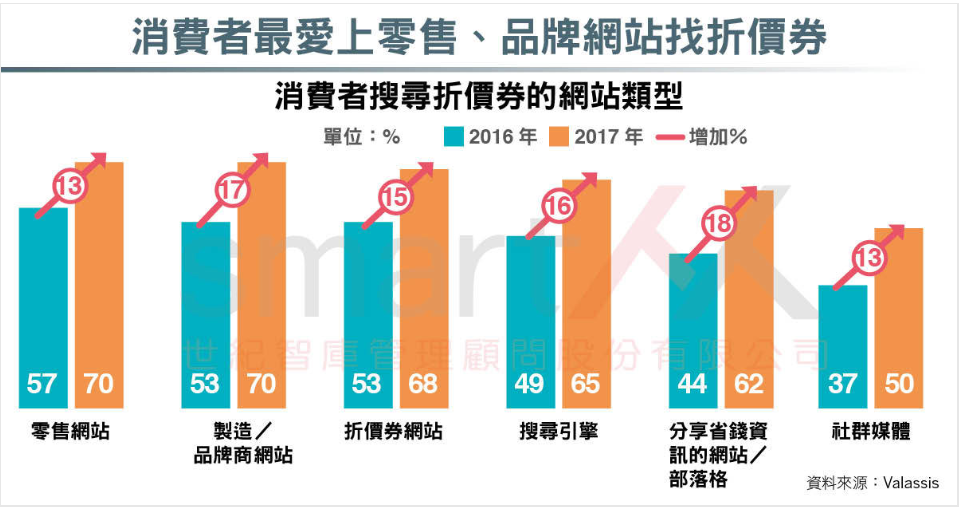 消費者最愛上零售、品牌網站找折價券
消費者搜尋折價券的網站類型
單位：% 2016 年 2017 年 增加%
13 17 15 16 18 13
smart
世紀智庫管理顧問股份有限公司
57 70 53 70 53 68 49 65 44 62 37 50
零售網站
製造／
品牌商網站
折價券網站
搜尋引擎
分享省錢資
訊的網站／
部落格
社群媒體
資料來源：Valassis